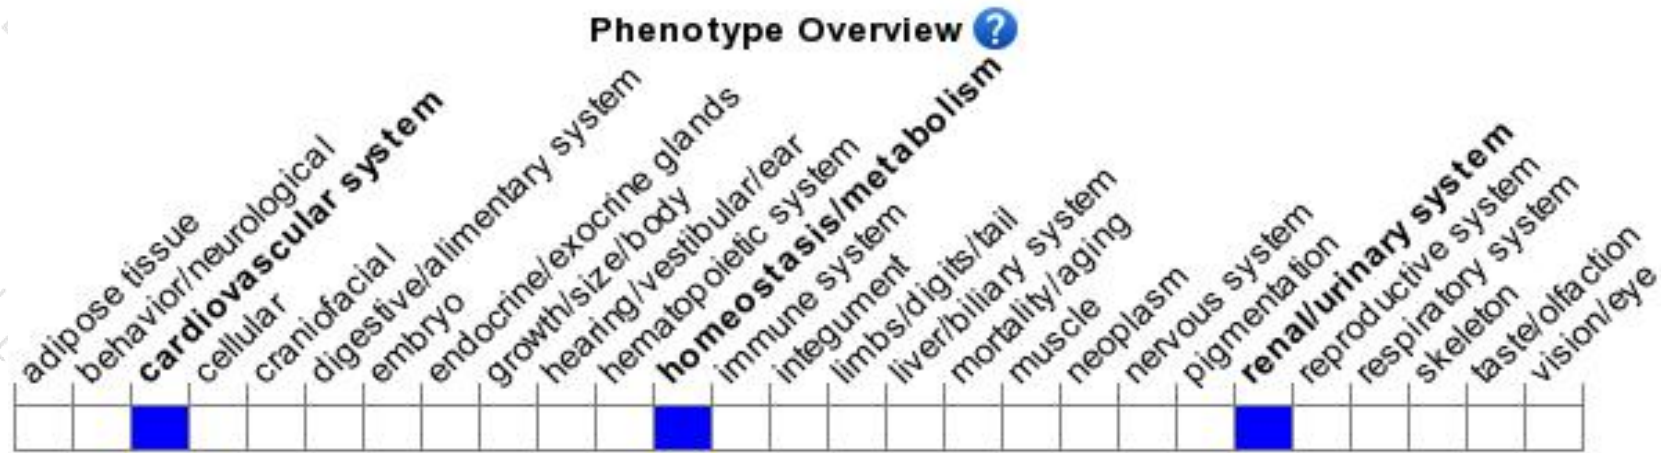 Phenotype Overview ?
adipose tissue
behavior/neurological
cardiovascular system
cellular
craniofacial
digestive/alimentary system
embryo
endocrine/exocrine glands
growth/size/body
hearing/vestibular/ear
hematopoietic system
homeostasis/metabolism
immune system
integument
limbs/digits/tail
liver/biliary system
mortality/aging
muscle
neoplasm
nervous system
pigmentation
renal/urinary system
reproductive system
respiratory system
skeleton
taste/olfaction
vision/eye